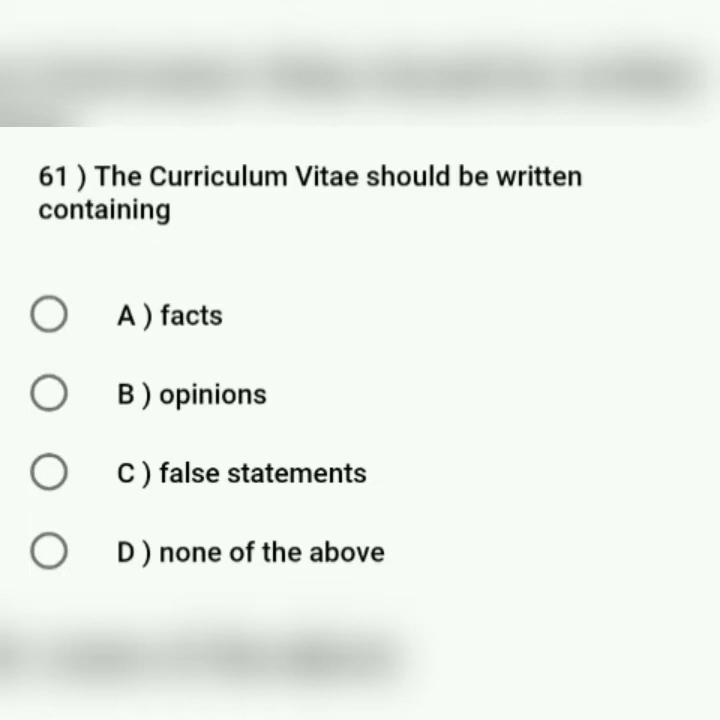 61 ) The Curriculum Vitae should be written
containing
A ) facts
B ) opinions
C ) false statements
D ) none of the above